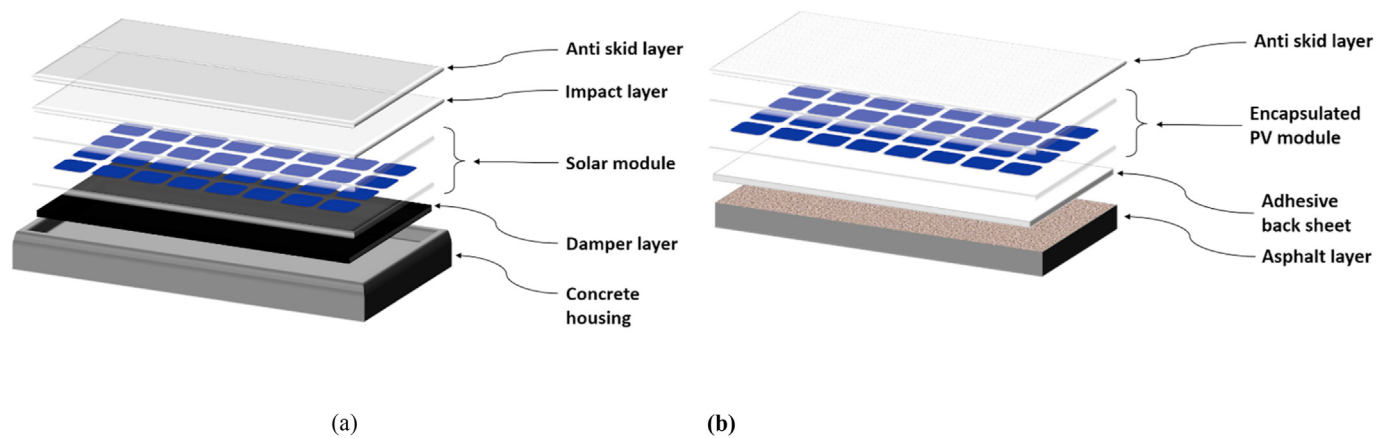 Anti skid layer
Impact layer
Solar module
Damper layer
Concrete
housing
(a)
Anti skid layer
Encapsulated
PV module
Adhesive
back sheet
Asphalt layer
(b)